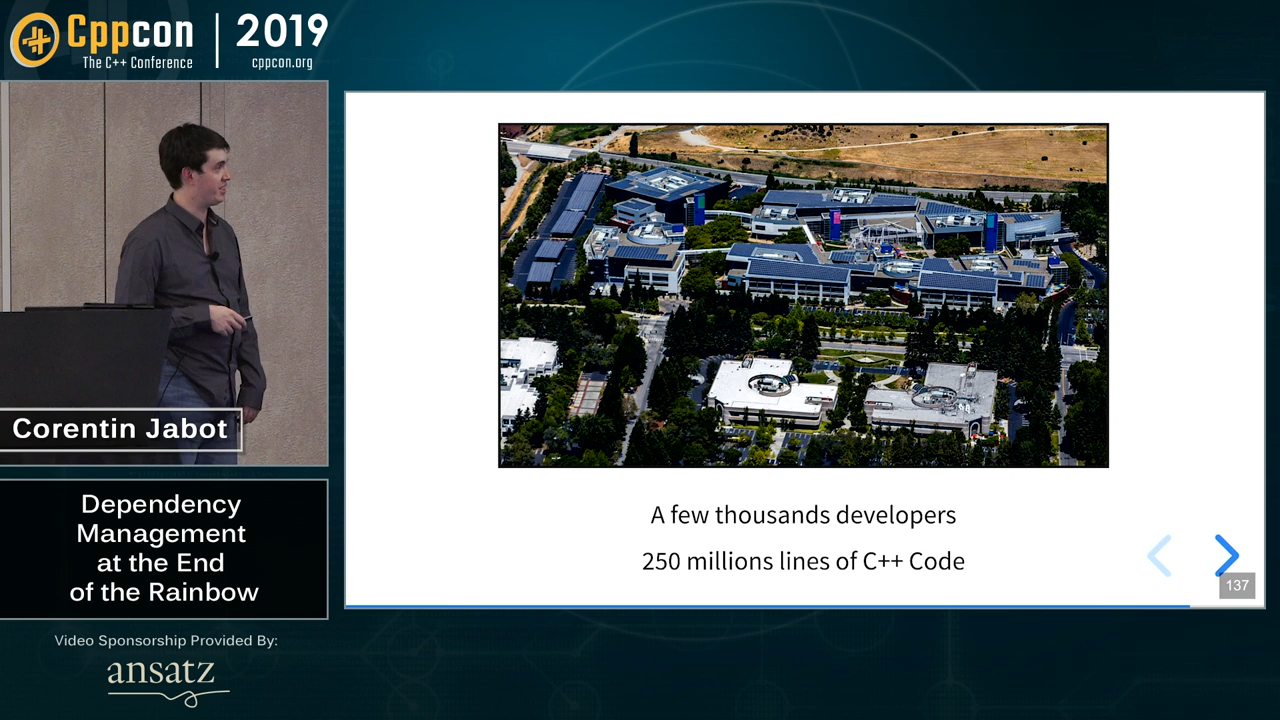 Cppcon
The C++ Conference
2019
cppcon.org
Corentin Jabot
Dependency
Management
at the End
of the Rainbow
Video Sponsorship Provided By:
ansatz
A few thousands developers
250 millions lines of C++ Code
137